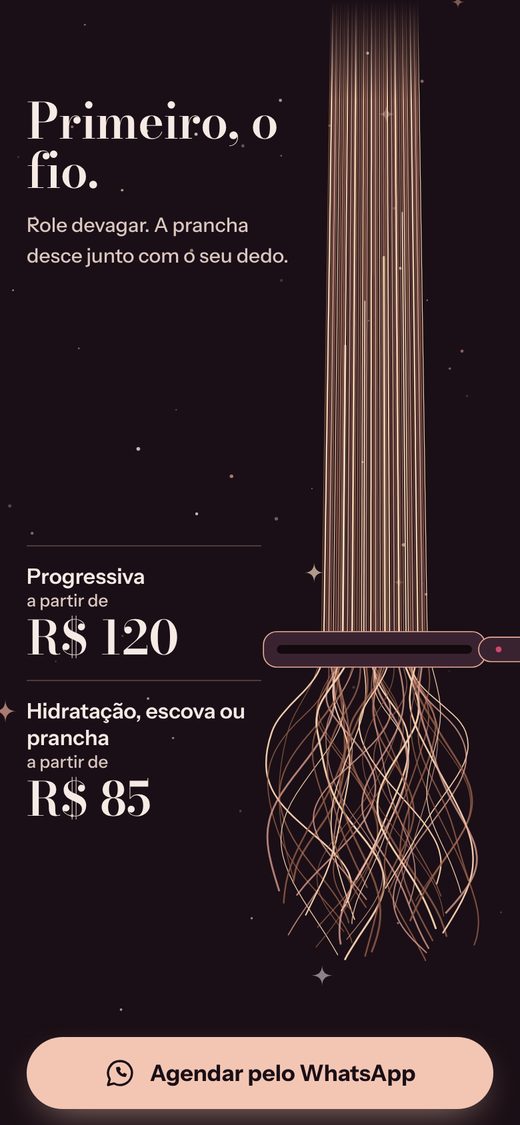 Primeiro, o
fio.
Role devagar. A prancha
desce junto com o seu dedo.
Progressiva
a partir de
R$ 120
Hidratação, escova ou
prancha
a partir de
R$ 85
Agendar pelo WhatsApp